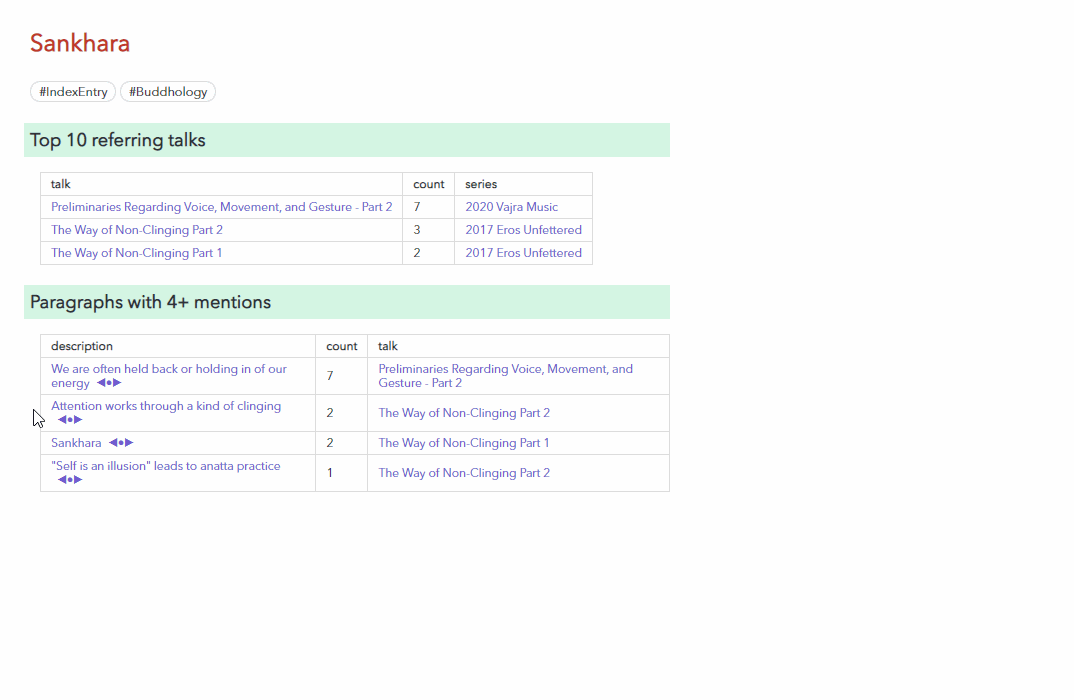 Sankhara
#IndexEntry #Buddhology
Top 10 referring talks
talk count series
Preliminaries Regarding Voice, Movement, and Gesture - Part 2 7 2020 Vajra Music
The Way of Non-Clinging Part 2 3 2017 Eros Unfettered
The Way of Non-Clinging Part 1 2 2017 Eros Unfettered
Paragraphs with 4+ mentions
description count talk
We are often held back or holding in of our
energy ◀●▶ 7 Preliminaries Regarding Voice, Movement, and
Gesture - Part 2
Attention works through a kind of clinging
◀●▶ 2 The Way of Non-Clinging Part 2
Sankhara ◀●▶ 2 The Way of Non-Clinging Part 1
"Self is an illusion" leads to anatta practice
◀●▶ 1 The Way of Non-Clinging Part 2